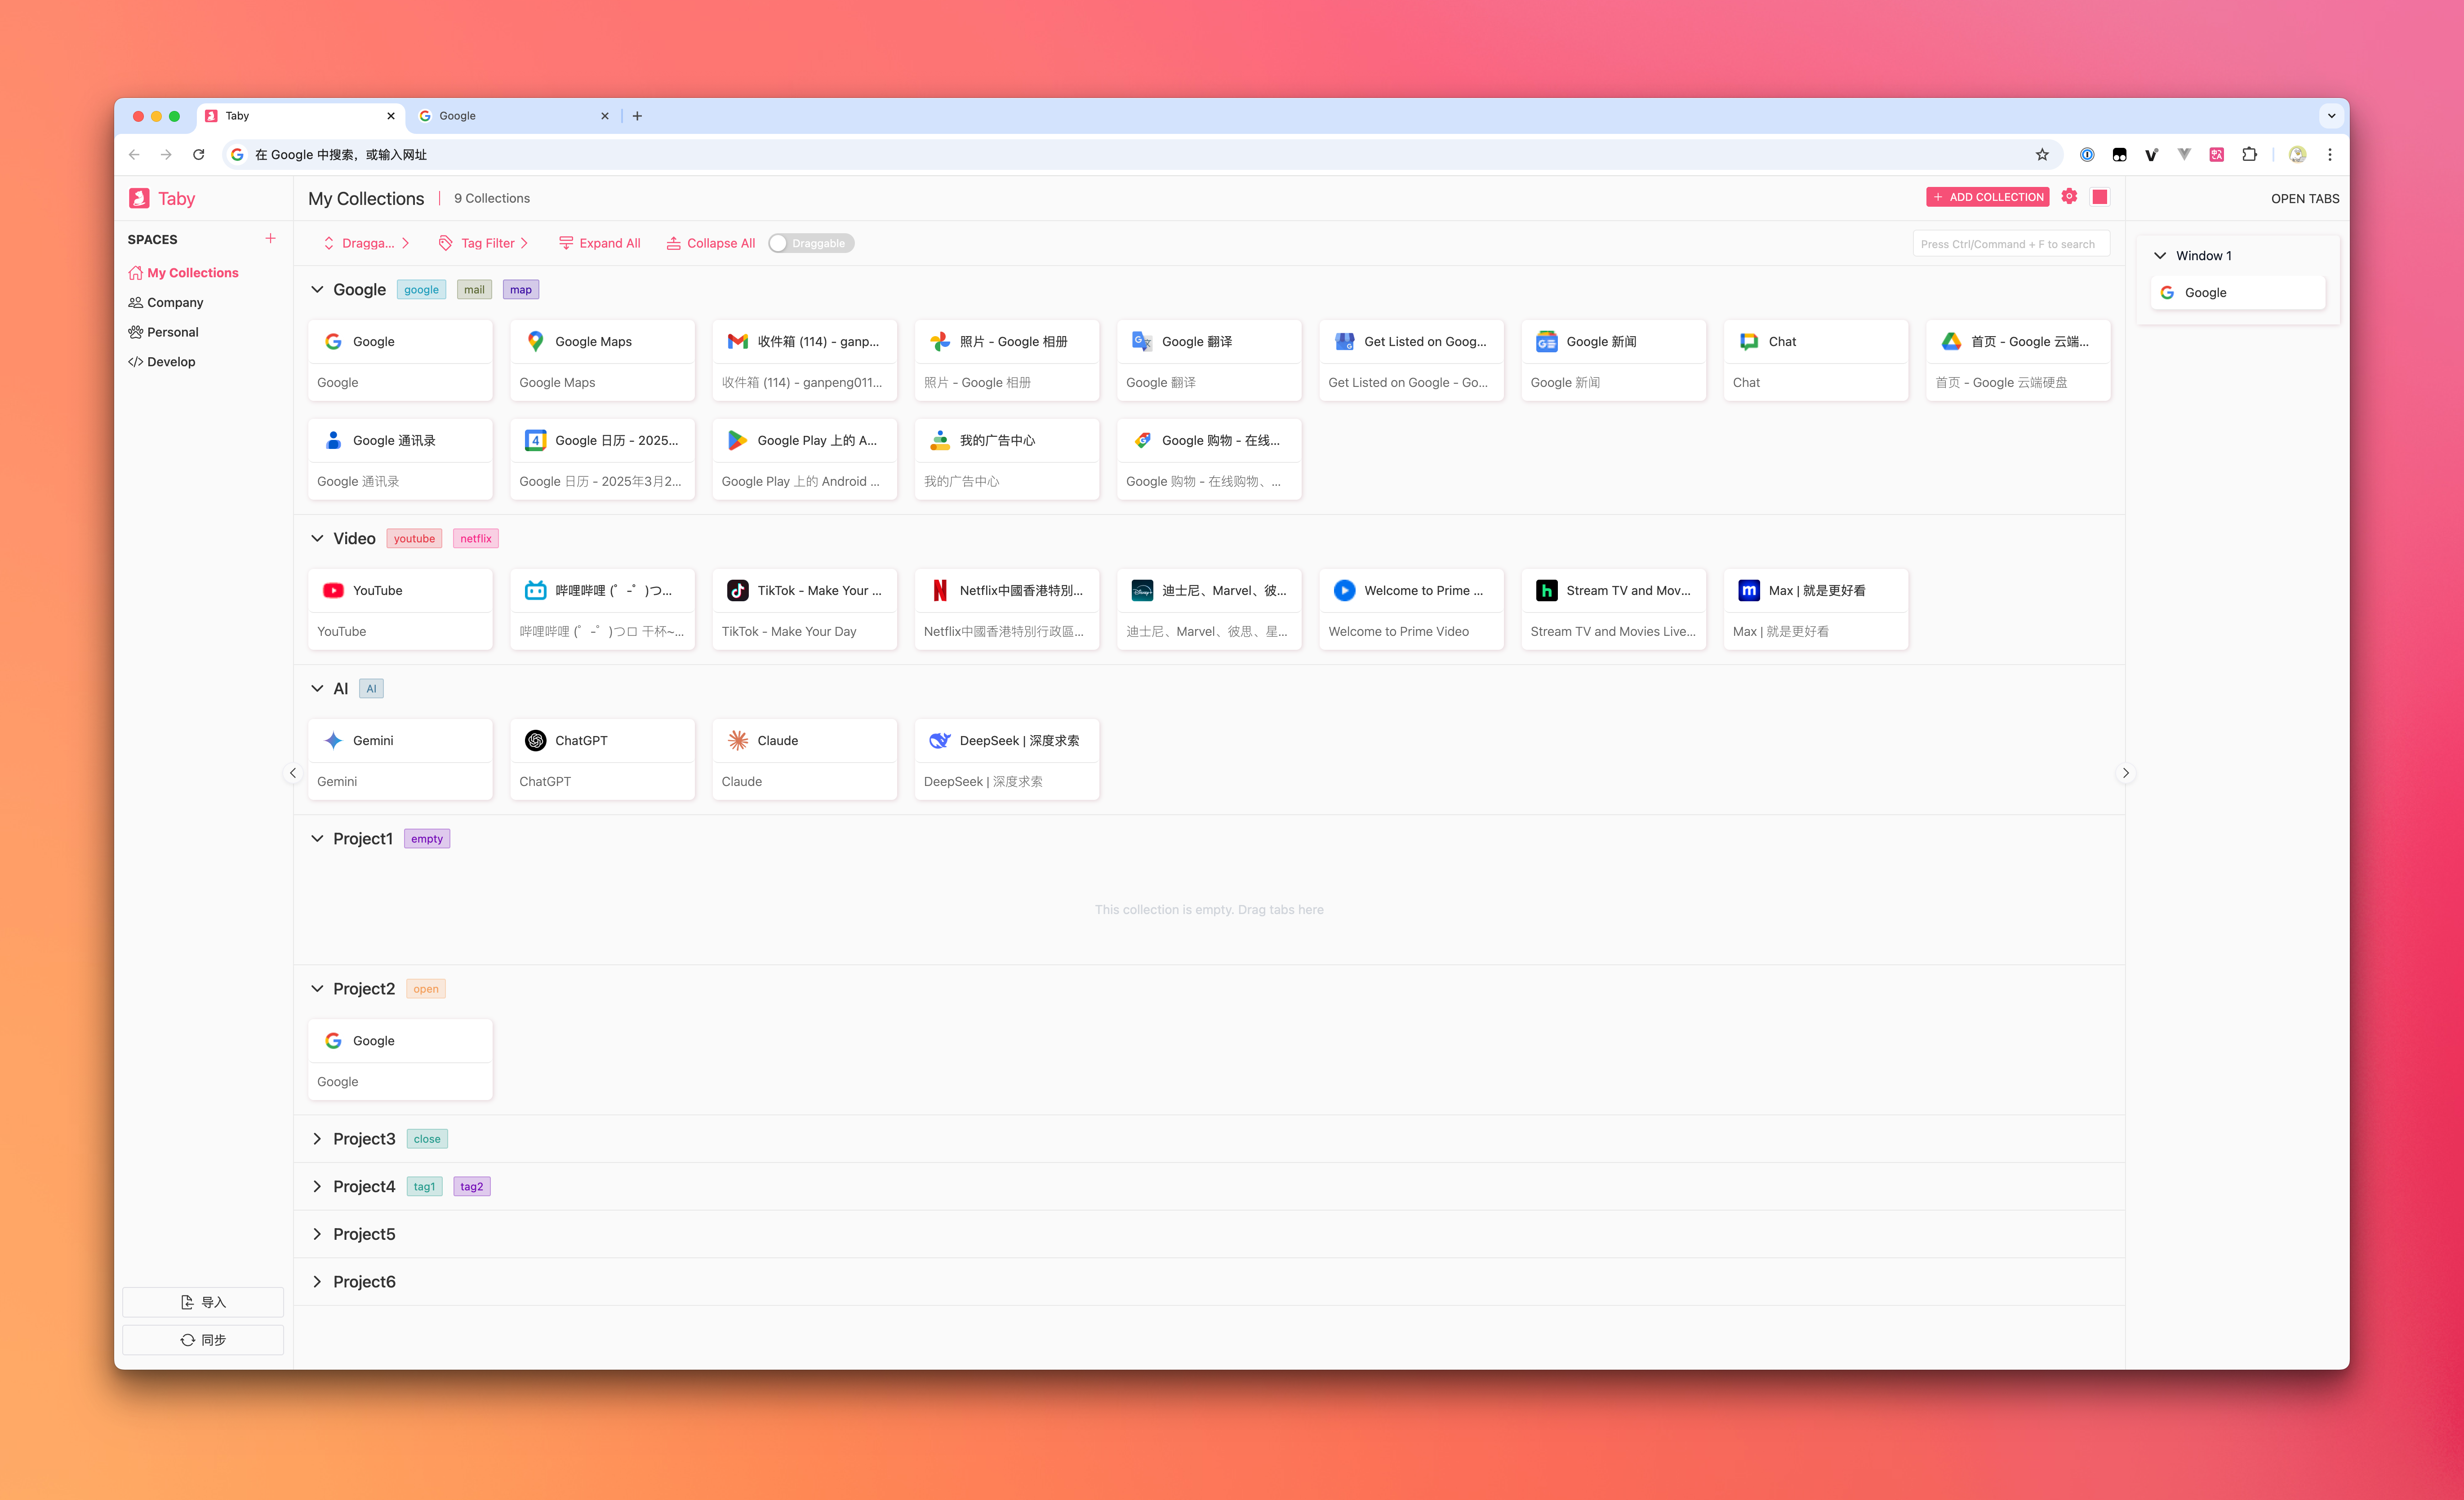 Taby
Google
在 Google 中搜索，或输入网址
Taby
My Collections
9 Collections
ADD COLLECTION
OPEN TABS
SPACES
My Collections
Company
Personal
Develop
Dragga...
Tag Filter
Expand All
Collapse All
Draggable
Press Ctrl/Command + F to search
Window 1
Google
Google google mail map
Google
Google Maps
收件箱 (114) - ganp...
照片 - Google 相册
Google 翻译
Get Listed on Goog...
Google 新闻
Chat
首页 - Google 云端...
Google
Google Maps
收件箱 (114) - ganpeng011...
照片 - Google 相册
Google 翻译
Get Listed on Google - Go...
Google 新闻
Chat
首页 - Google 云端硬盘
Google 通讯录
4
Google 日历 - 2025...
Google Play 上的 A...
我的广告中心
Google 购物 - 在线...
Google 通讯录
Google 日历 - 2025年3月2...
Google Play 上的 Android ...
我的广告中心
Google 购物 - 在线购物、...
Video youtube netflix
YouTube
哔哩哔哩 (゜-゜)つ...
TikTok - Make Your ...
Netflix中國香港特別...
迪士尼、Marvel、彼...
Welcome to Prime ...
Stream TV and Mov...
Max | 就是更好看
YouTube
哔哩哔哩 (゜-゜)つロ 干杯~...
TikTok - Make Your Day
Netflix中國香港特別行政區...
迪士尼、Marvel、彼思、星...
Welcome to Prime Video
Stream TV and Movies Live...
Max | 就是更好看
AI AI
Gemini
ChatGPT
Claude
DeepSeek | 深度求索
Gemini
ChatGPT
Claude
DeepSeek | 深度求索
Project1 empty
This collection is empty. Drag tabs here
Project2 open
Google
Google
Project3 close
Project4 tag1 tag2
Project5
Project6
导入
同步